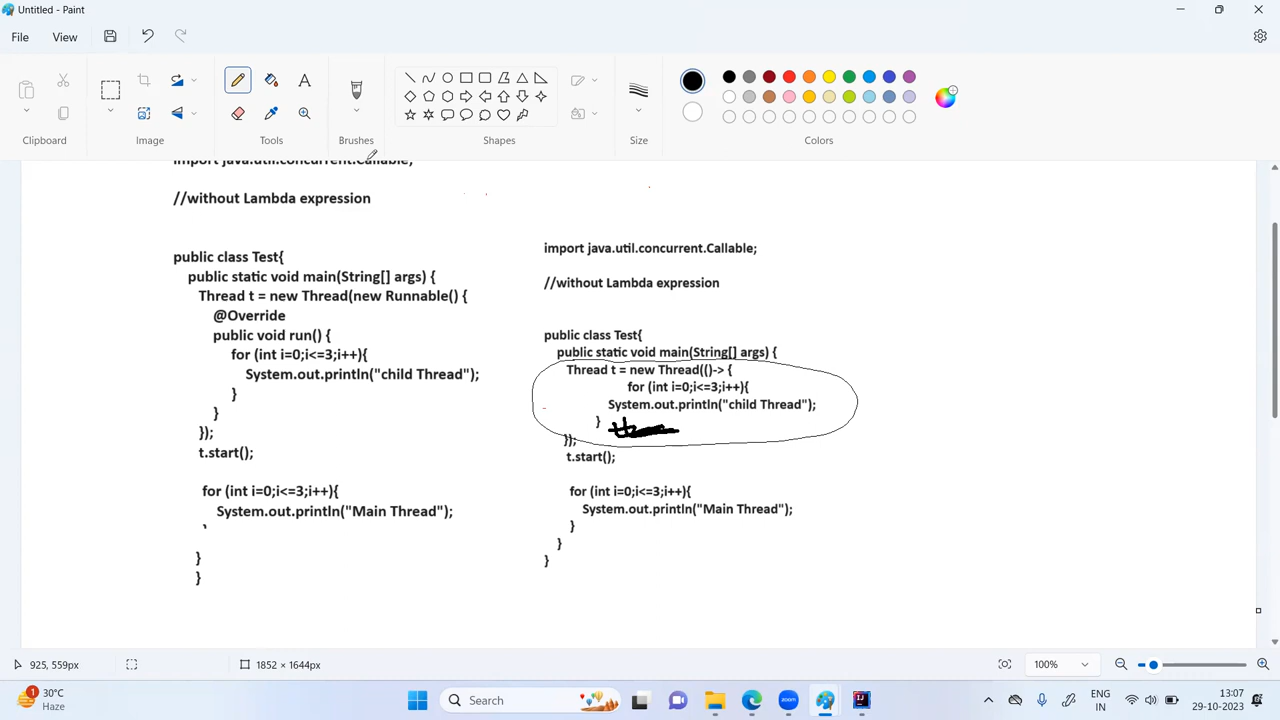 Untitled - Paint
File View
Clipboard Image Tools Brushes Shapes Size Colors
import java.util.concurrent.Callable;
//without Lambda expression
public class Test{
public static void main(String[] args) {
Thread t = new Thread(new Runnable() {
@Override
public void run() {
for (int i=0;i<=3;i++){
System.out.println("child Thread");
}
}
});
t.start();
for (int i=0;i<=3;i++){
System.out.println("Main Thread");
}
}
}
import java.util.concurrent.Callable;
//without Lambda expression
public class Test{
public static void main(String[] args) {
Thread t = new Thread(()-> {
for (int i=0;i<=3;i++){
System.out.println("child Thread");
}
});
t.start();
for (int i=0;i<=3;i++){
System.out.println("Main Thread");
}
}
}
925, 559px
1852 × 1644px
100%
1
30°C
Haze
Search
zoom
IJ
ENG
IN
13:07
29-10-2023